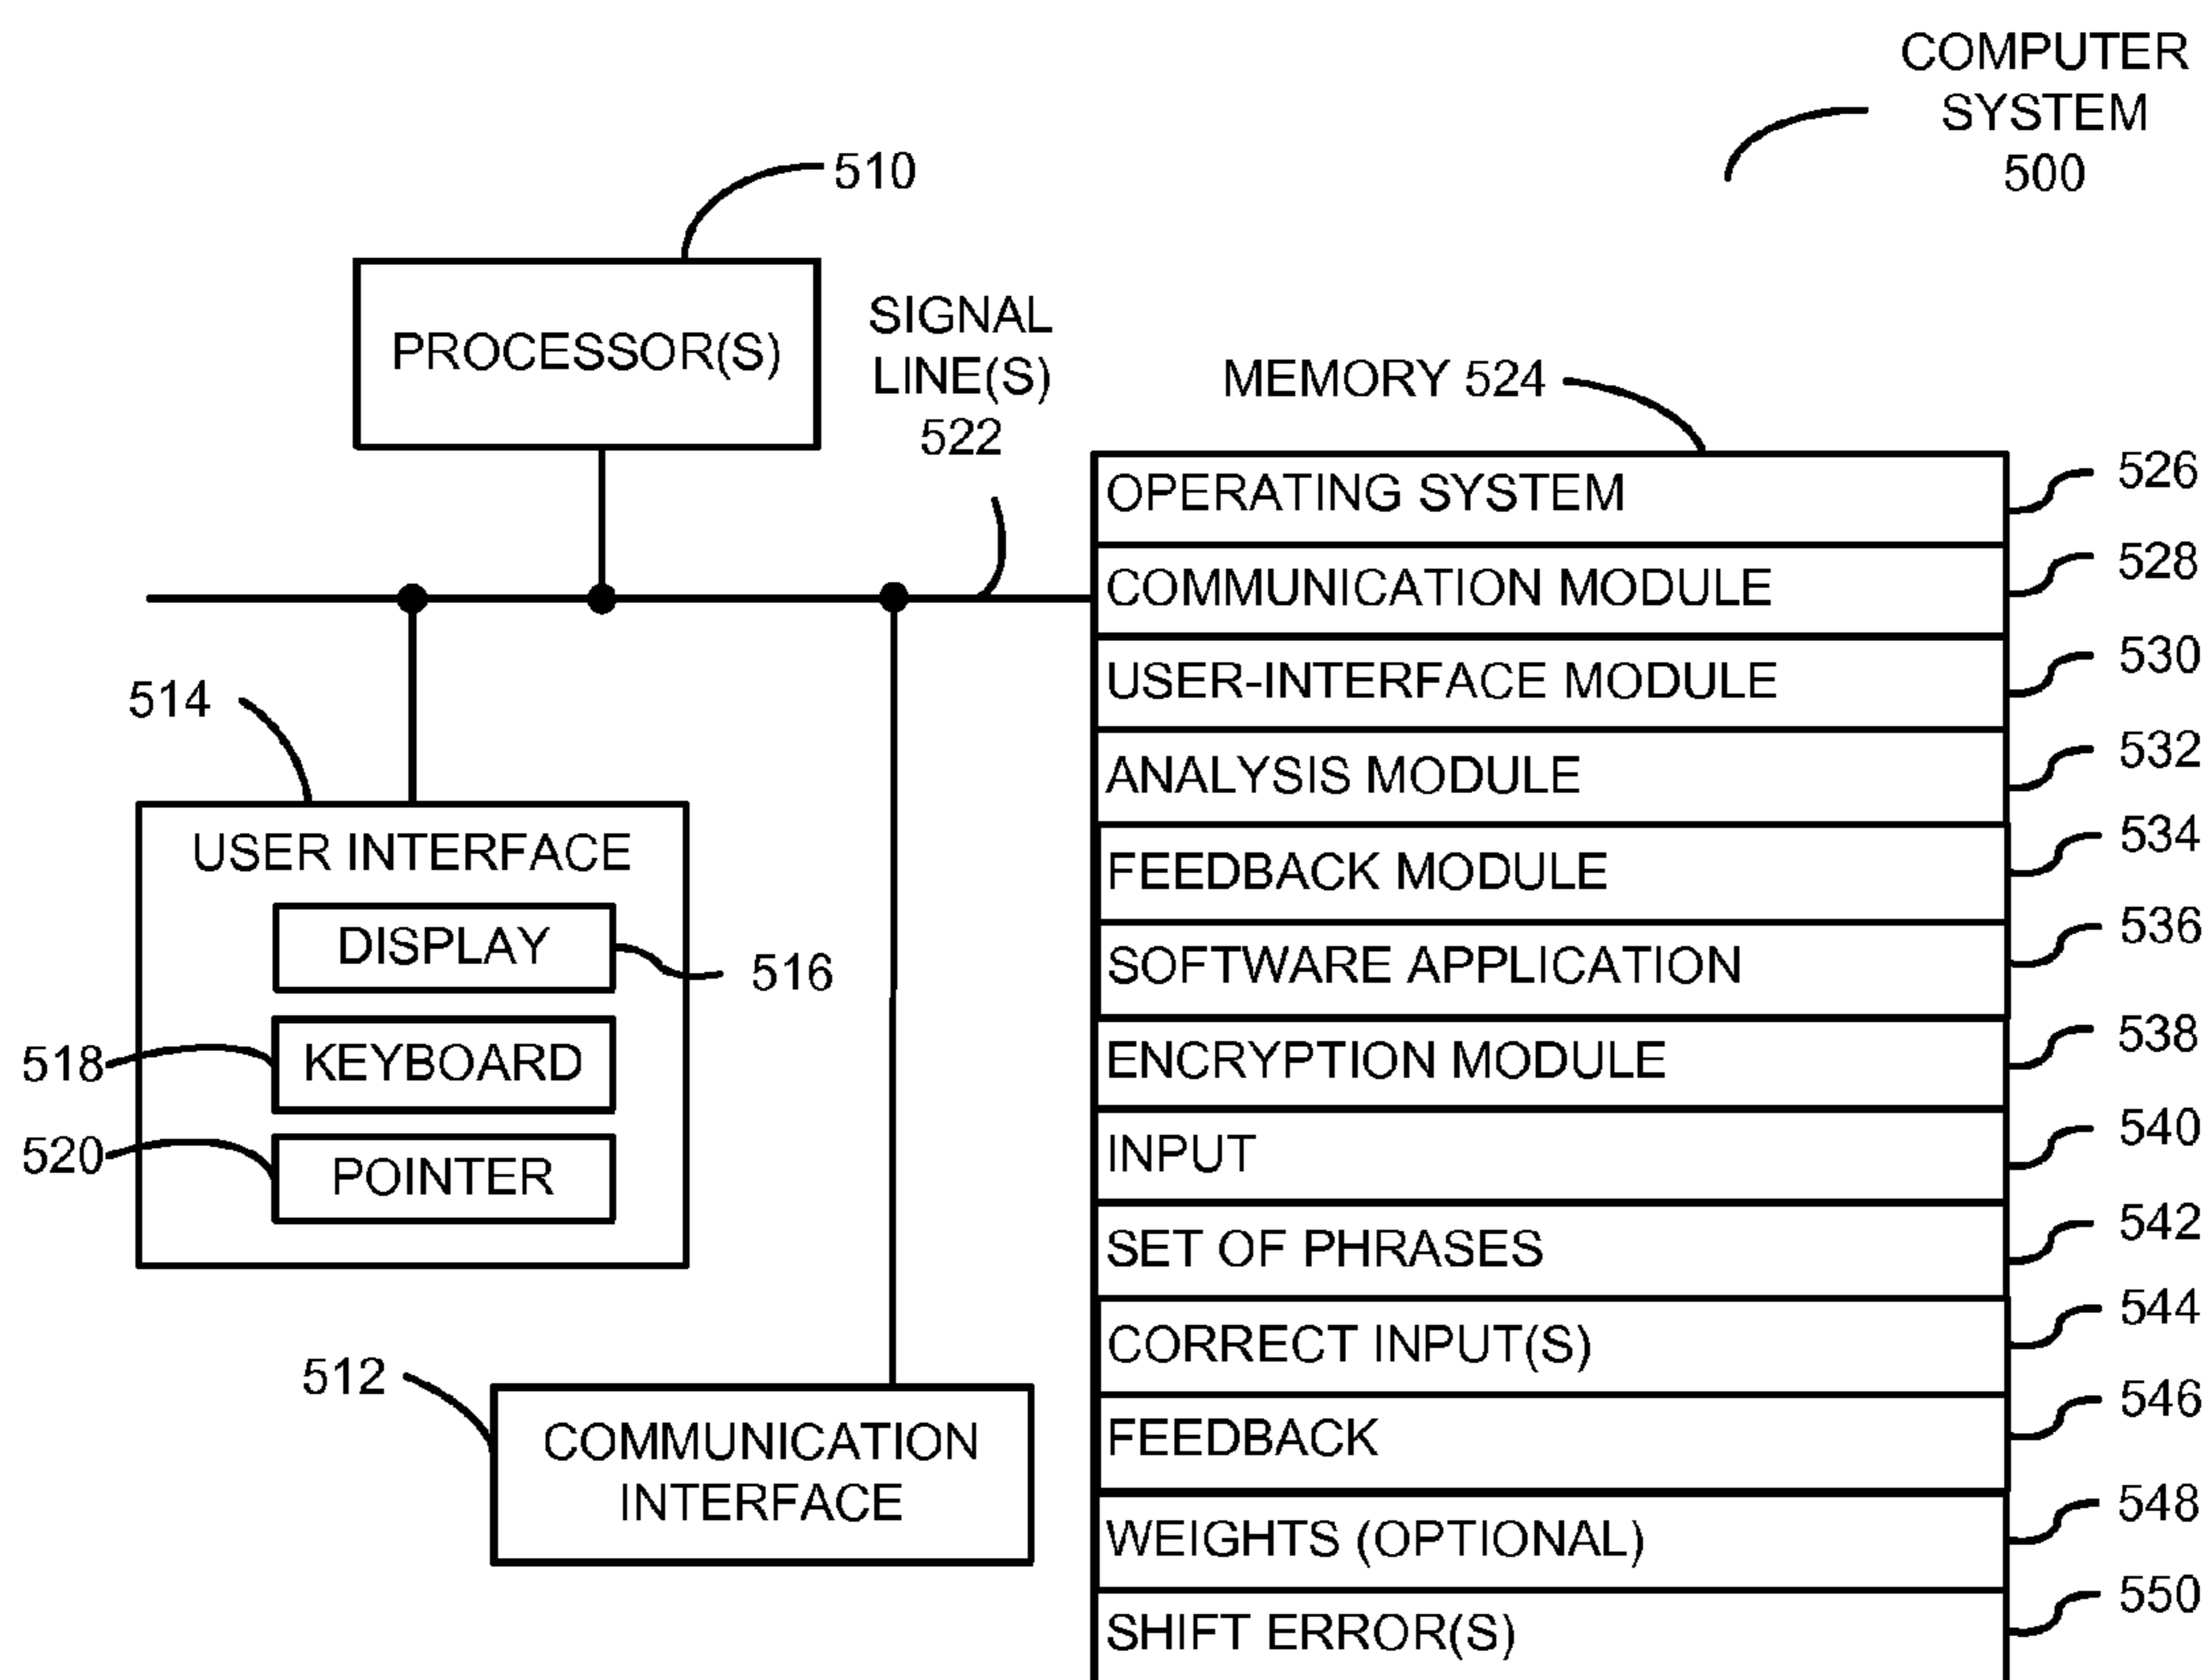 COMPUTER
SYSTEM
500
510
PROCESSOR(S)
SIGNAL
LINE(S)
522
MEMORY 524
OPERATING SYSTEM
526
COMMUNICATION MODULE
528
USER-INTERFACE MODULE
530
ANALYSIS MODULE
532
FEEDBACK MODULE
534
SOFTWARE APPLICATION
536
ENCRYPTION MODULE
538
INPUT
540
SET OF PHRASES
542
CORRECT INPUT(S)
544
FEEDBACK
546
WEIGHTS (OPTIONAL)
548
SHIFT ERROR(S)
550
514
USER INTERFACE
DISPLAY
516
518
KEYBOARD
520
POINTER
512
COMMUNICATION
INTERFACE